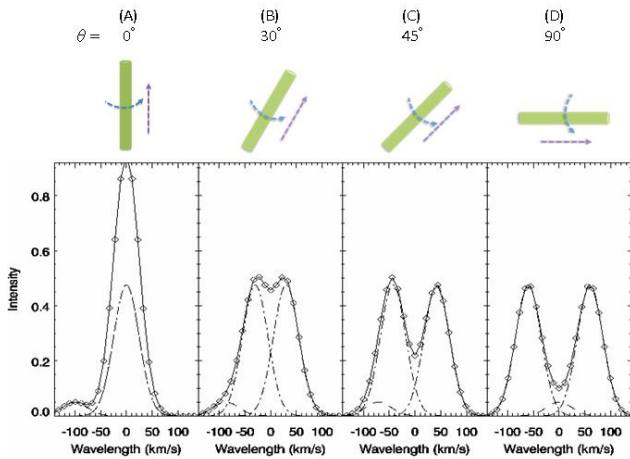 (A) (B) (C) (D)
θ = 0° 30° 45° 90°
0.8
0.6
Intensity
0.4
0.2
0.0
-100 -50 0 50 100 -100 -50 0 50 100 -100 -50 0 50 100 -100 -50 0 50 100
Wavelength (km/s) Wavelength (km/s) Wavelength (km/s) Wavelength (km/s)